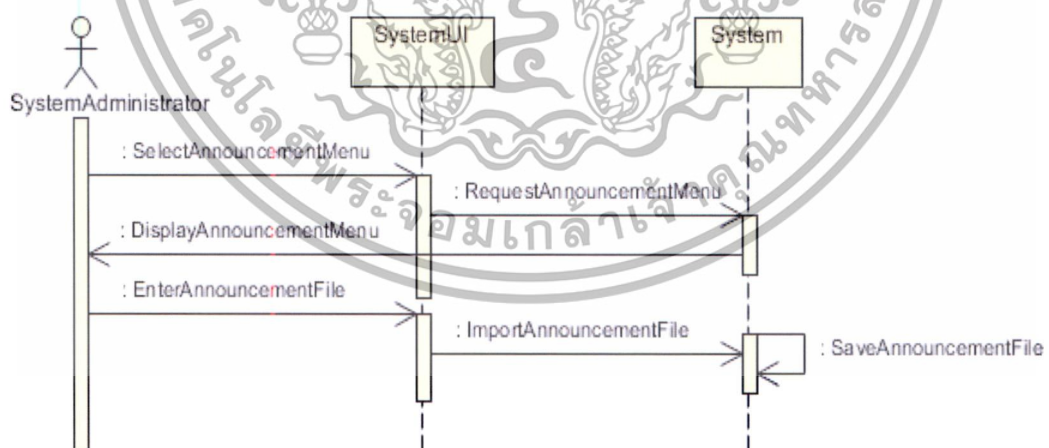 SystemUI
System
SystemAdministrator
: SelectAnnouncementMenu
: RequestAnnouncementMenu
: DisplayAnnouncementMenu
: EnterAnnouncementFile
: ImportAnnouncementFile
: SaveAnnouncementFile